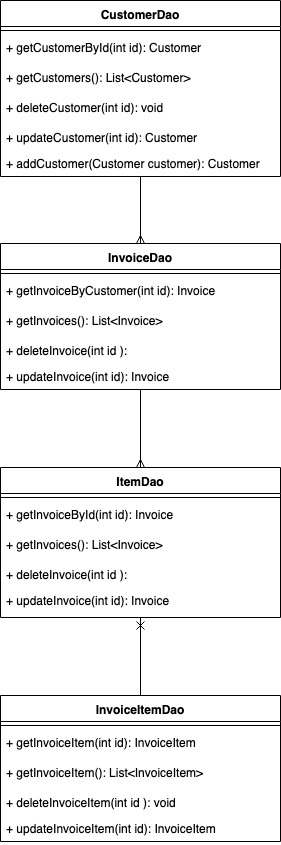 CustomerDao
+ getCustomerById(int id): Customer
+ getCustomers(): List<Customer>
+ deleteCustomer(int id): void
+ updateCustomer(int id): Customer
+ addCustomer(Customer customer): Customer
InvoiceDao
+ getInvoiceByCustomer(int id): Invoice
+ getInvoices(): List<Invoice>
+ deleteInvoice(int id ):
+ updateInvoice(int id): Invoice
ItemDao
+ getInvoiceById(int id): Invoice
+ getInvoices(): List<Invoice>
+ deleteInvoice(int id ):
+ updateInvoice(int id): Invoice
InvoiceItemDao
+ getInvoiceItem(int id): InvoiceItem
+ getInvoiceItem(): List<InvoiceItem>
+ deleteInvoiceItem(int id ): void
+ updateInvoiceItem(int id): InvoiceItem